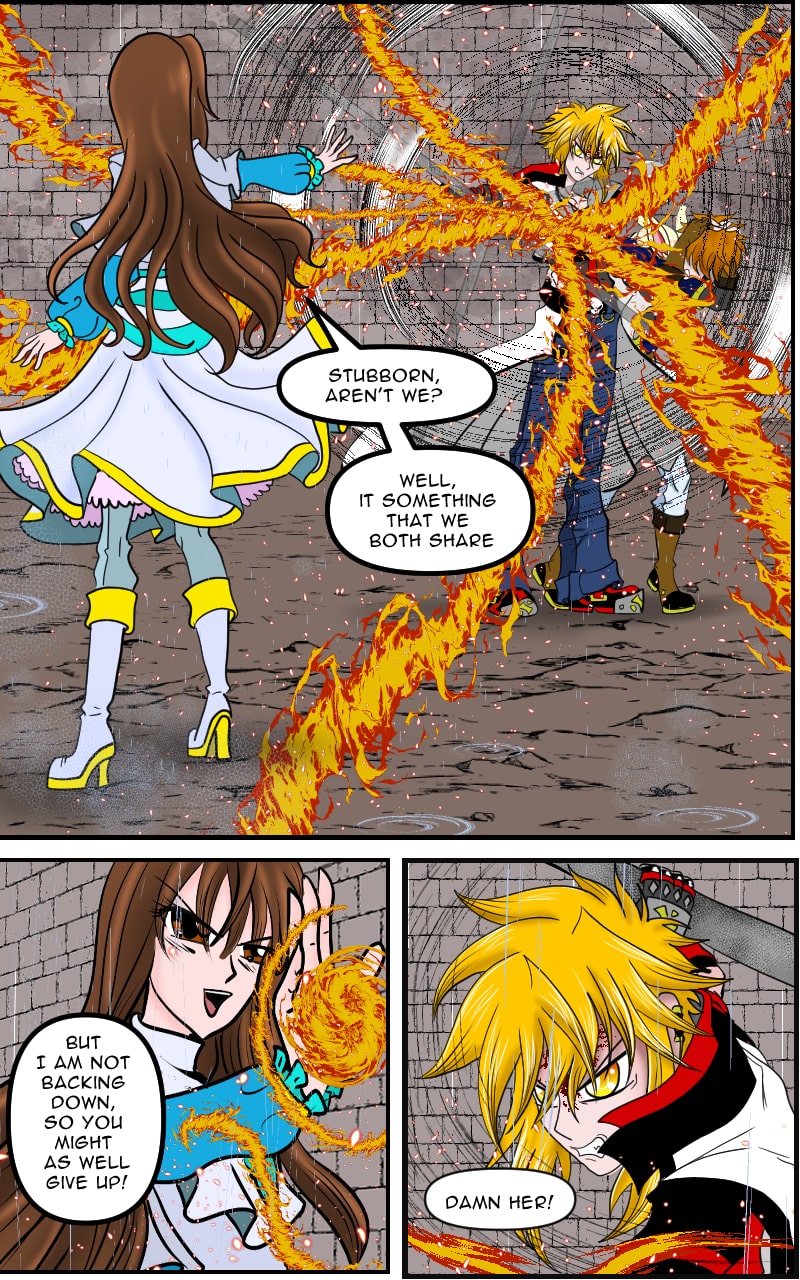 STUBBORN,
AREN'T WE?
WELL,
IT SOMETHING
THAT WE
BOTH SHARE
BUT
I AM NOT
BACKING
DOWN,
SO YOU
MIGHT
AS WELL
GIVE UP!
DAMN HER!